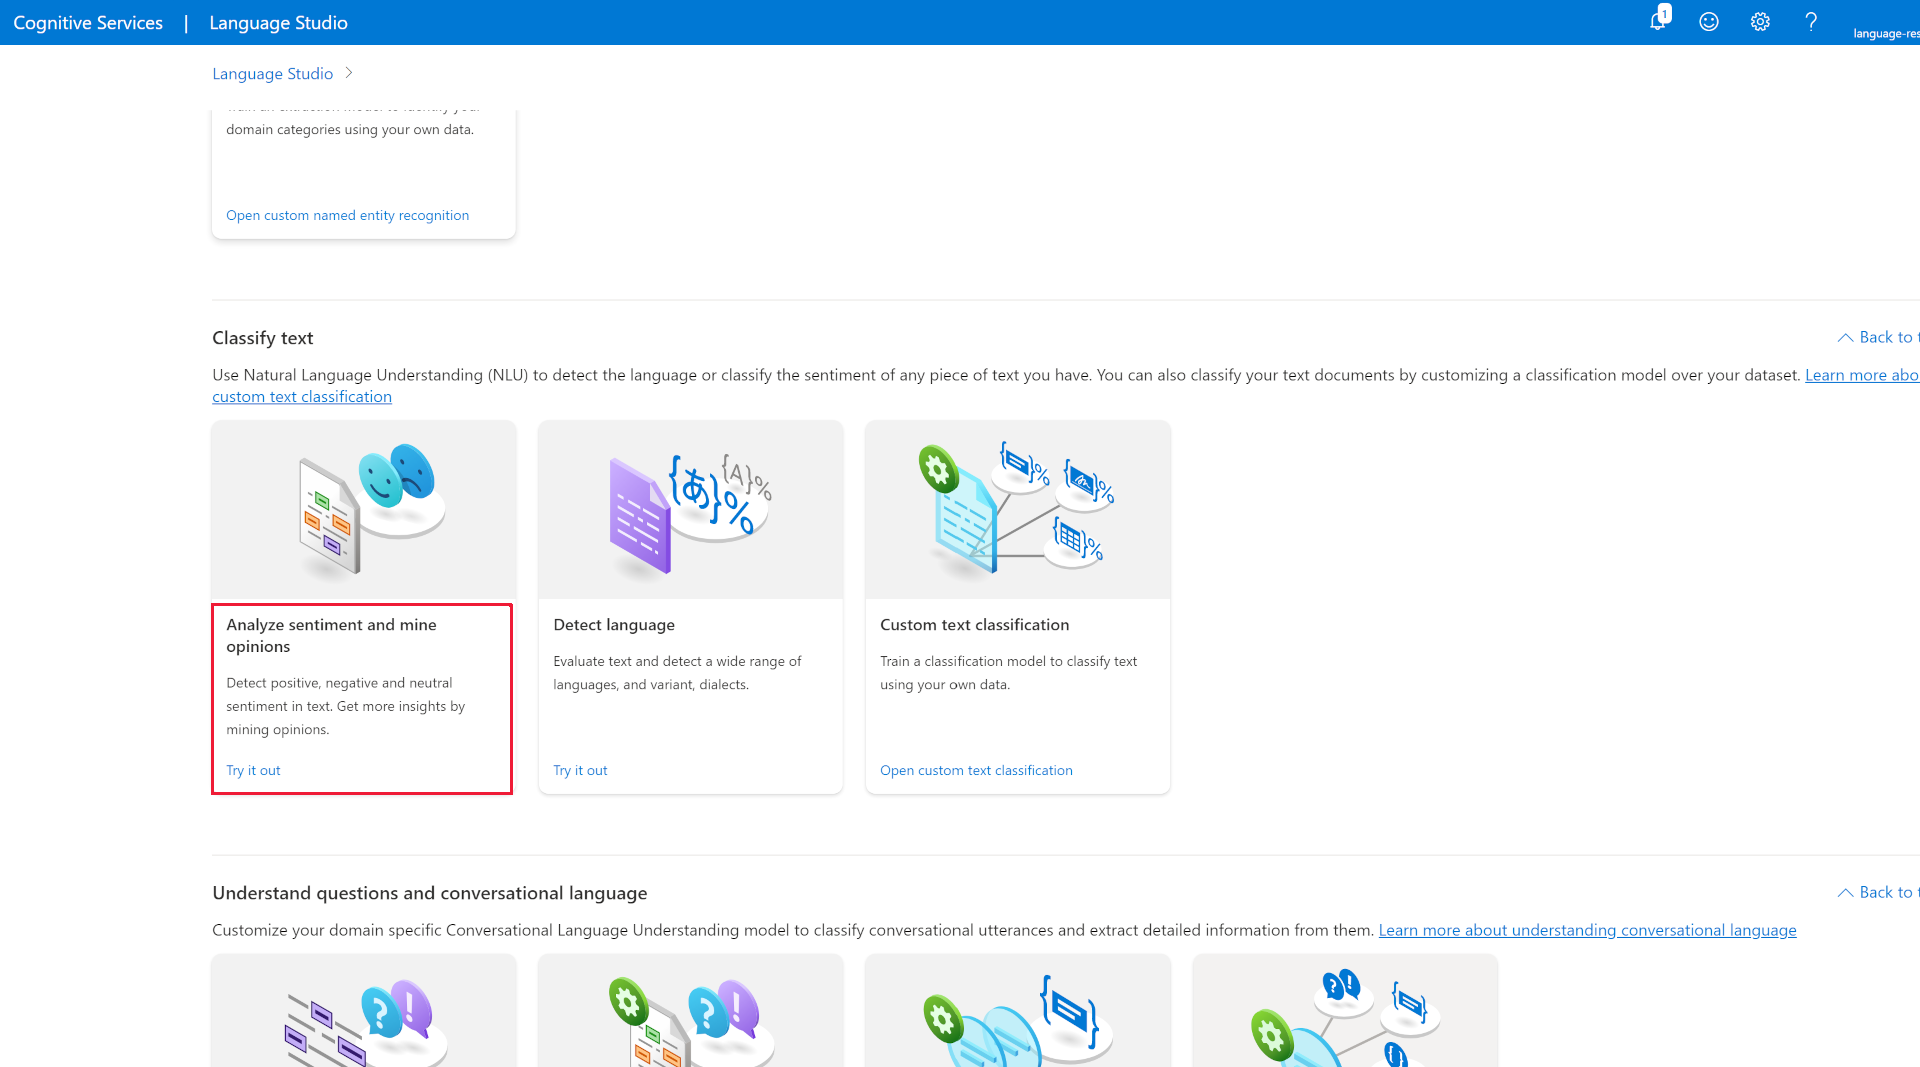 Cognitive Services | Language Studio
1
language-res
Language Studio
domain categories using your own data.
Open custom named entity recognition
Classify text
Back to t
Use Natural Language Understanding (NLU) to detect the language or classify the sentiment of any piece of text you have. You can also classify your text documents by customizing a classification model over your dataset. Learn more abo
custom text classification
Analyze sentiment and mine
opinions
Detect positive, negative and neutral
sentiment in text. Get more insights by
mining opinions.
Try it out
Detect language
Evaluate text and detect a wide range of
languages, and variant, dialects.
Try it out
Custom text classification
Train a classification model to classify text
using your own data.
Open custom text classification
Understand questions and conversational language
Back to t
Customize your domain specific Conversational Language Understanding model to classify conversational utterances and extract detailed information from them. Learn more about understanding conversational language